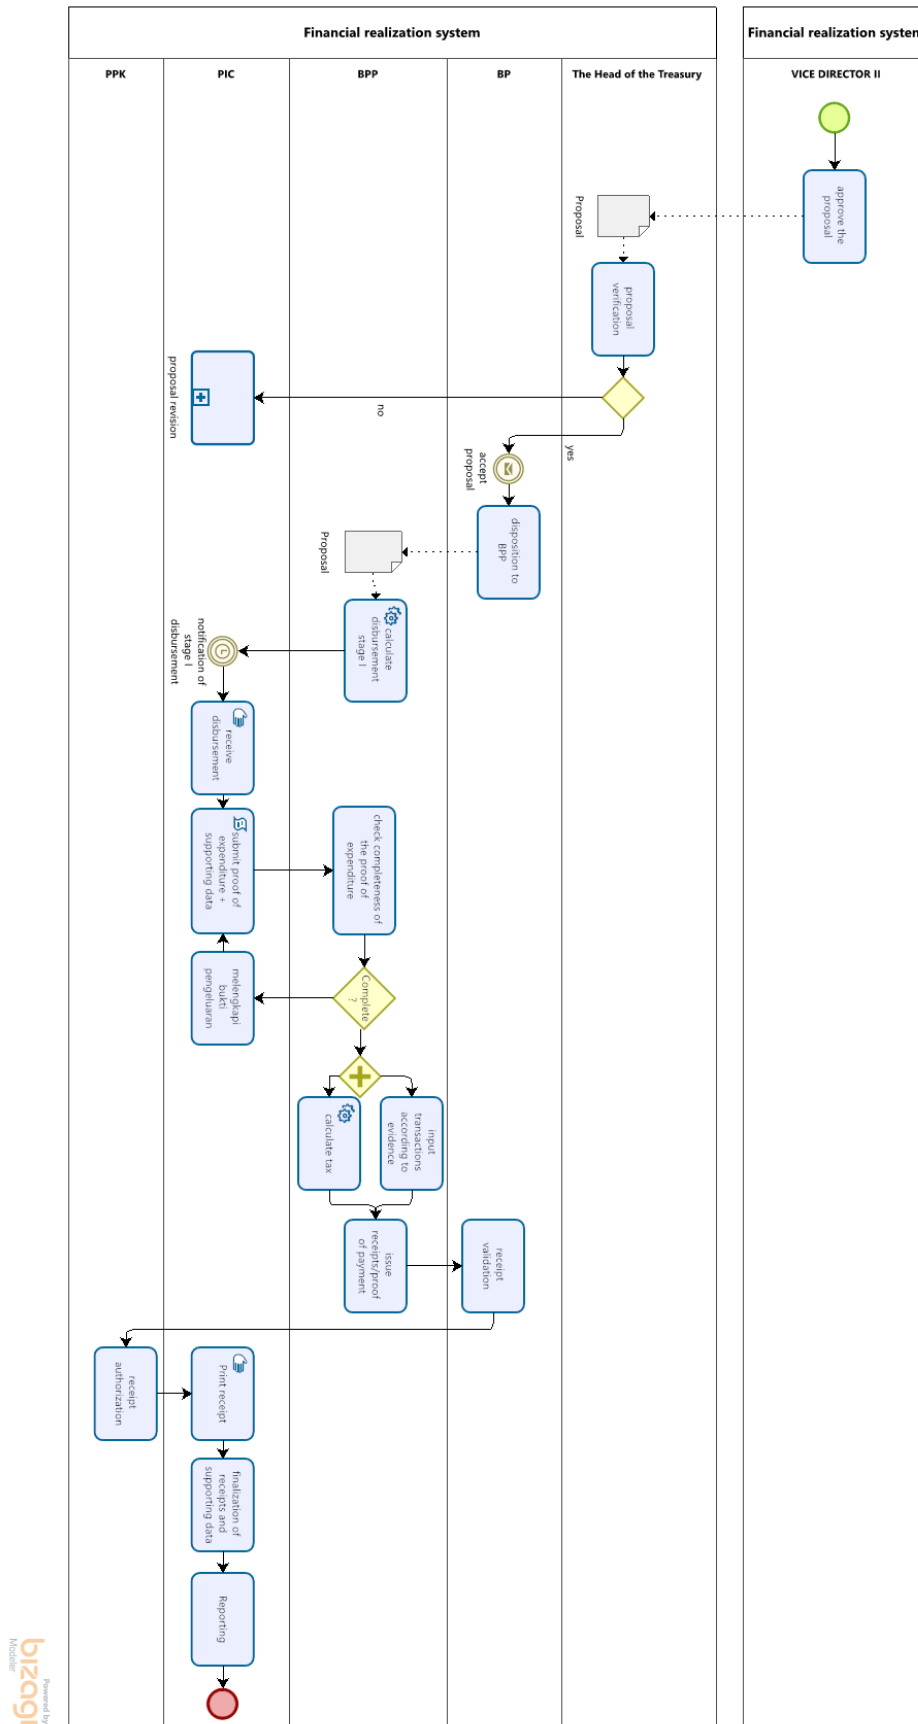 Financial realization system
Financial realization system
PPK
PIC
BPP
BP
The Head of the Treasury
VICE DIRECTOR II
approve the
proposal
Proposal
proposal
verification
no
proposal revision
yes
accept
proposal
disposition to
BPP
Proposal
calculate
disbursement
stage I
notification of
stage I
disbursement
receive
disbursement
submit proof of
expenditure +
supporting data
check completeness of
the proof of
expenditure
Complete
?
melengkapi
bukti
pengeluaran
input
transactions
according to
evidence
calculate tax
issue
receipts/proof
of payment
receipt
validation
receipt
authorization
Print receipt
finalization of
receipts and
supporting data
Reporting
Powered by
bizagi
Modeler